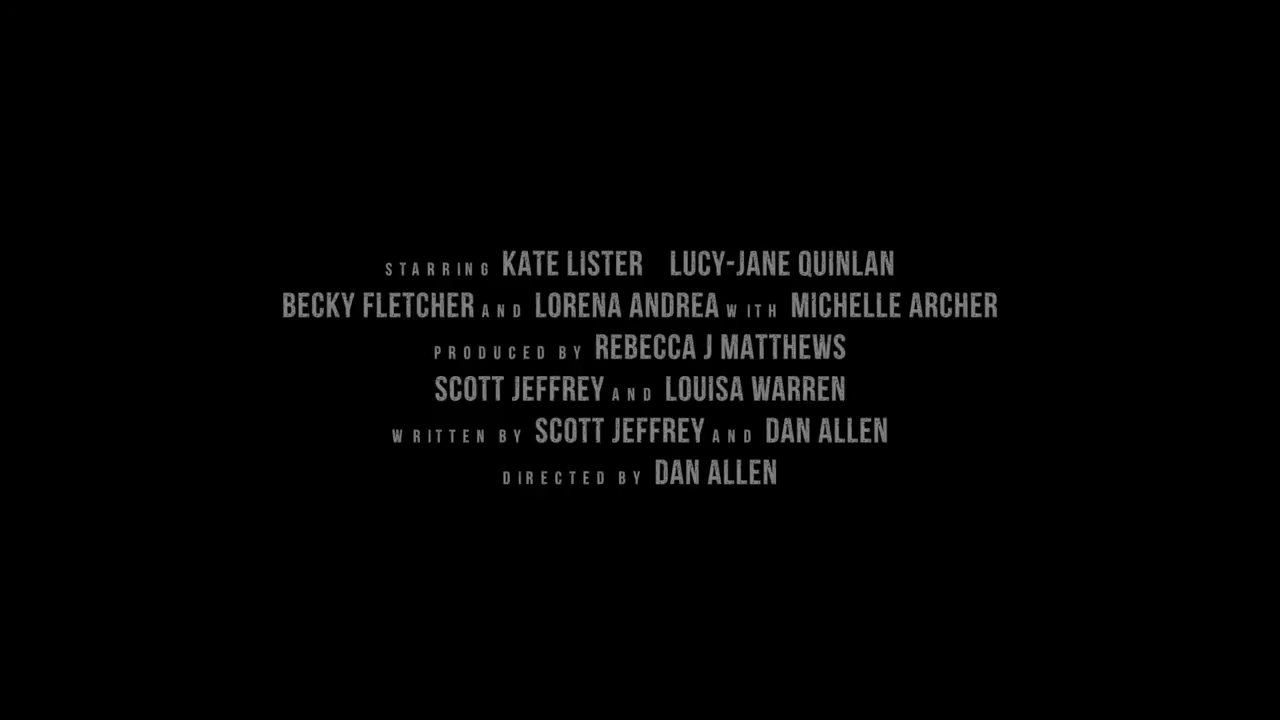 STARRING KATE LISTER LUCY-JANE QUINLAN
BECKY FLETCHER AND LORENA ANDREA WITH MICHELLE ARCHER
PRODUCED BY REBECCA J MATTHEWS
SCOTT JEFFREY AND LOUISA WARREN
WRITTEN BY SCOTT JEFFREY AND DAN ALLEN
DIRECTED BY DAN ALLEN